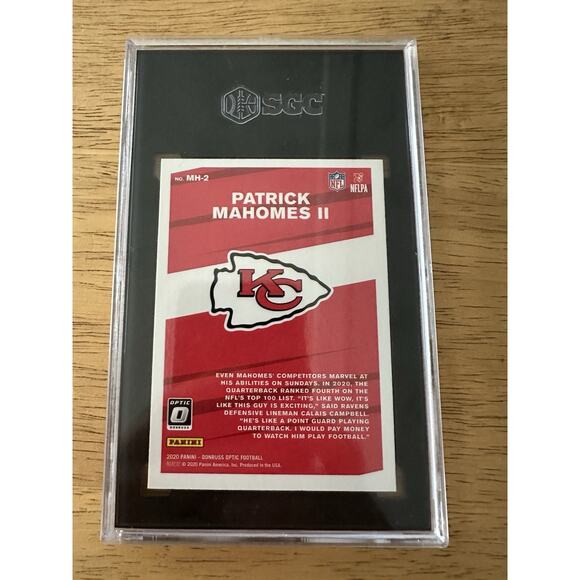 SGC
NO. MH-2
NFL
NFLPA
PATRICK
MAHOMES II
KC
EVEN MAHOMES' COMPETITORS MARVEL AT
HIS ABILITIES ON SUNDAYS. IN 2020, THE
QUARTERBACK RANKED FOURTH ON THE
NFL'S TOP 100 LIST. "IT'S LIKE WOW, IT'S
LIKE THIS GUY IS EXCITING," SAID RAVENS
DEFENSIVE LINEMAN CALAIS CAMPBELL.
"HE'S LIKE A POINT GUARD PLAYING
QUARTERBACK. I WOULD PAY MONEY
TO WATCH HIM PLAY FOOTBALL."
OPTIC
O
DONRUSS
PANINI
2020 PANINI – DONRUSS OPTIC FOOTBALL
© 2020 Panini America, Inc. Produced in the USA.